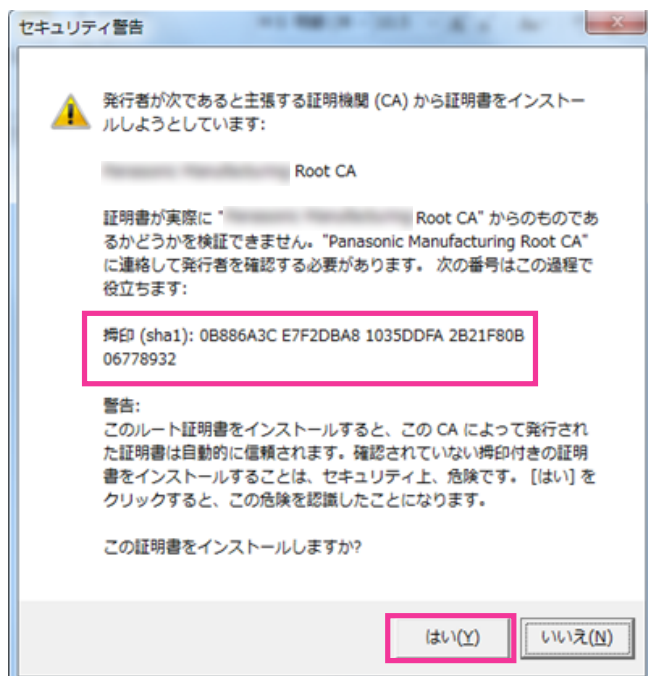 セキュリティ警告
発行者が次であると主張する証明機関 (CA) から証明書をインストー
ルしようとしています:
Root CA
証明書が実際に " Root CA" からのものであ
るかどうかを検証できません。"Panasonic Manufacturing Root CA"
に連絡して発行者を確認する必要があります。 次の番号はこの過程で
役立ちます:
拇印 (sha1): 0B886A3C E7F2DBA8 1035DDFA 2B21F80B
06778932
警告:
このルート証明書をインストールすると、この CA によって発行され
た証明書は自動的に信頼されます。確認されていない拇印付きの証明
書をインストールすることは、セキュリティ上、危険です。 [はい] を
クリックすると、この危険を認識したことになります。
この証明書をインストールしますか?
はい(Y)
いいえ(N)